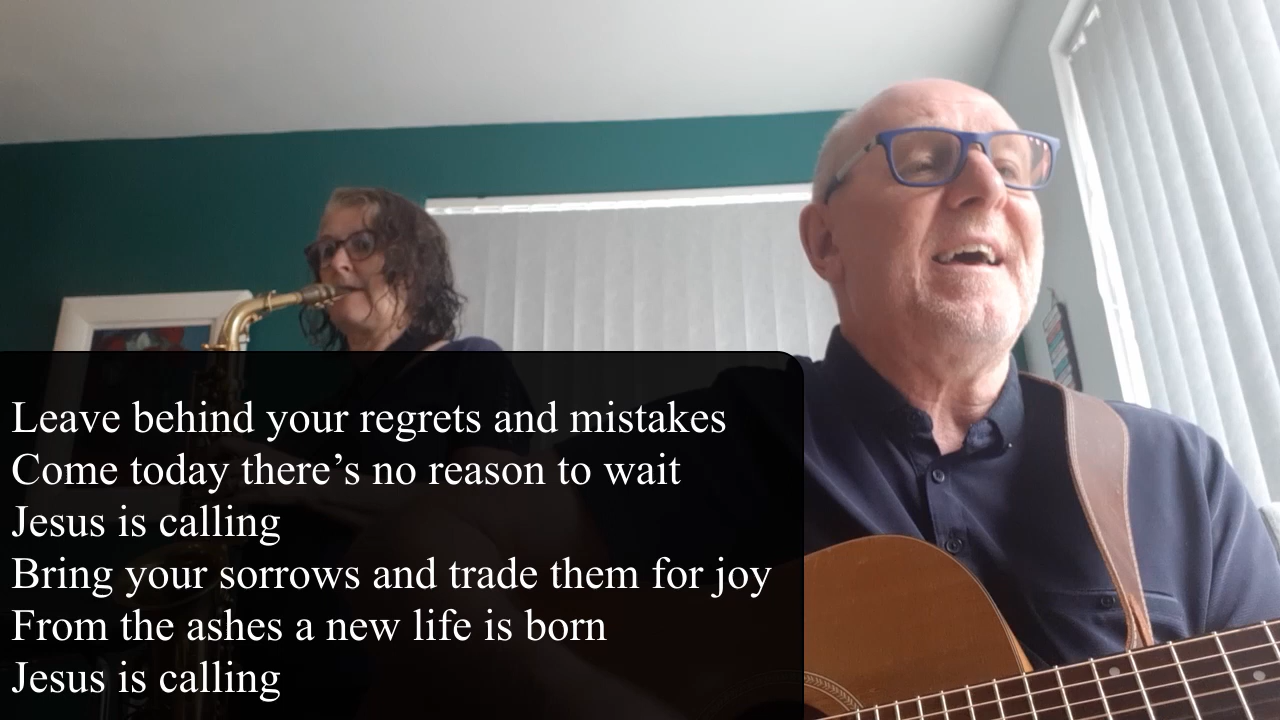 Leave behind your regrets and mistakes
Come today there’s no reason to wait
Jesus is calling
Bring your sorrows and trade them for joy
From the ashes a new life is born
Jesus is calling